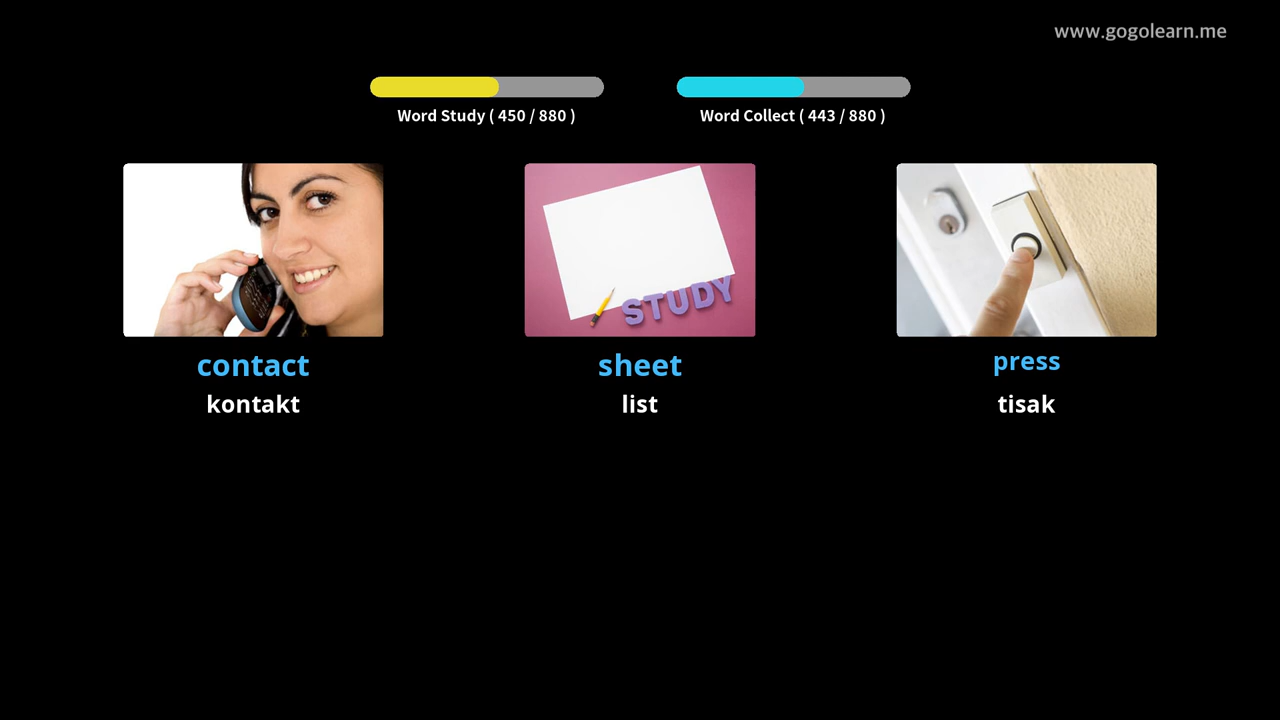 www.gogolearn.me
Word Study ( 450 / 880 )
Word Collect ( 443 / 880 )
STUDY
contact
sheet
press
kontakt
list
tisak